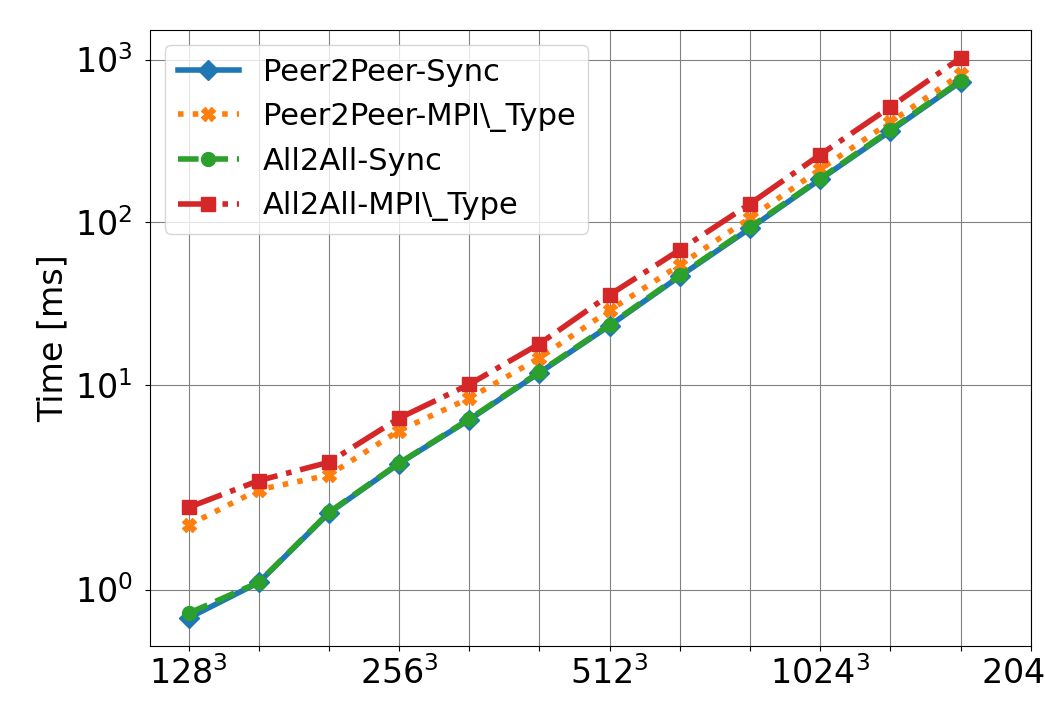 10³
Peer2Peer-Sync
Peer2Peer-MPI\_Type
All2All-Sync
All2All-MPI\_Type
10²
Time [ms]
10¹
10⁰
128³ 256³ 512³ 1024³ 204